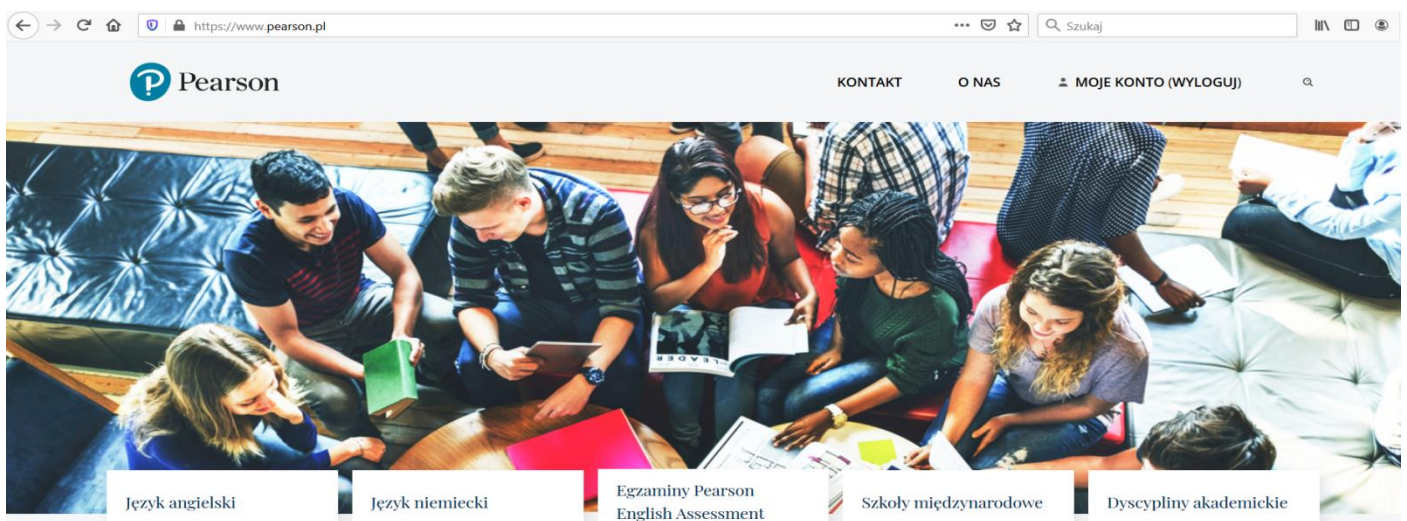 https://www.pearson.pl
Szukaj
Pearson
KONTAKT O NAS MOJE KONTO (WYLOGUJ)
LEADER
Język angielski
Język niemiecki
Egzaminy Pearson
English Assessment
Szkoły międzynarodowe
Dyscypliny akademickie